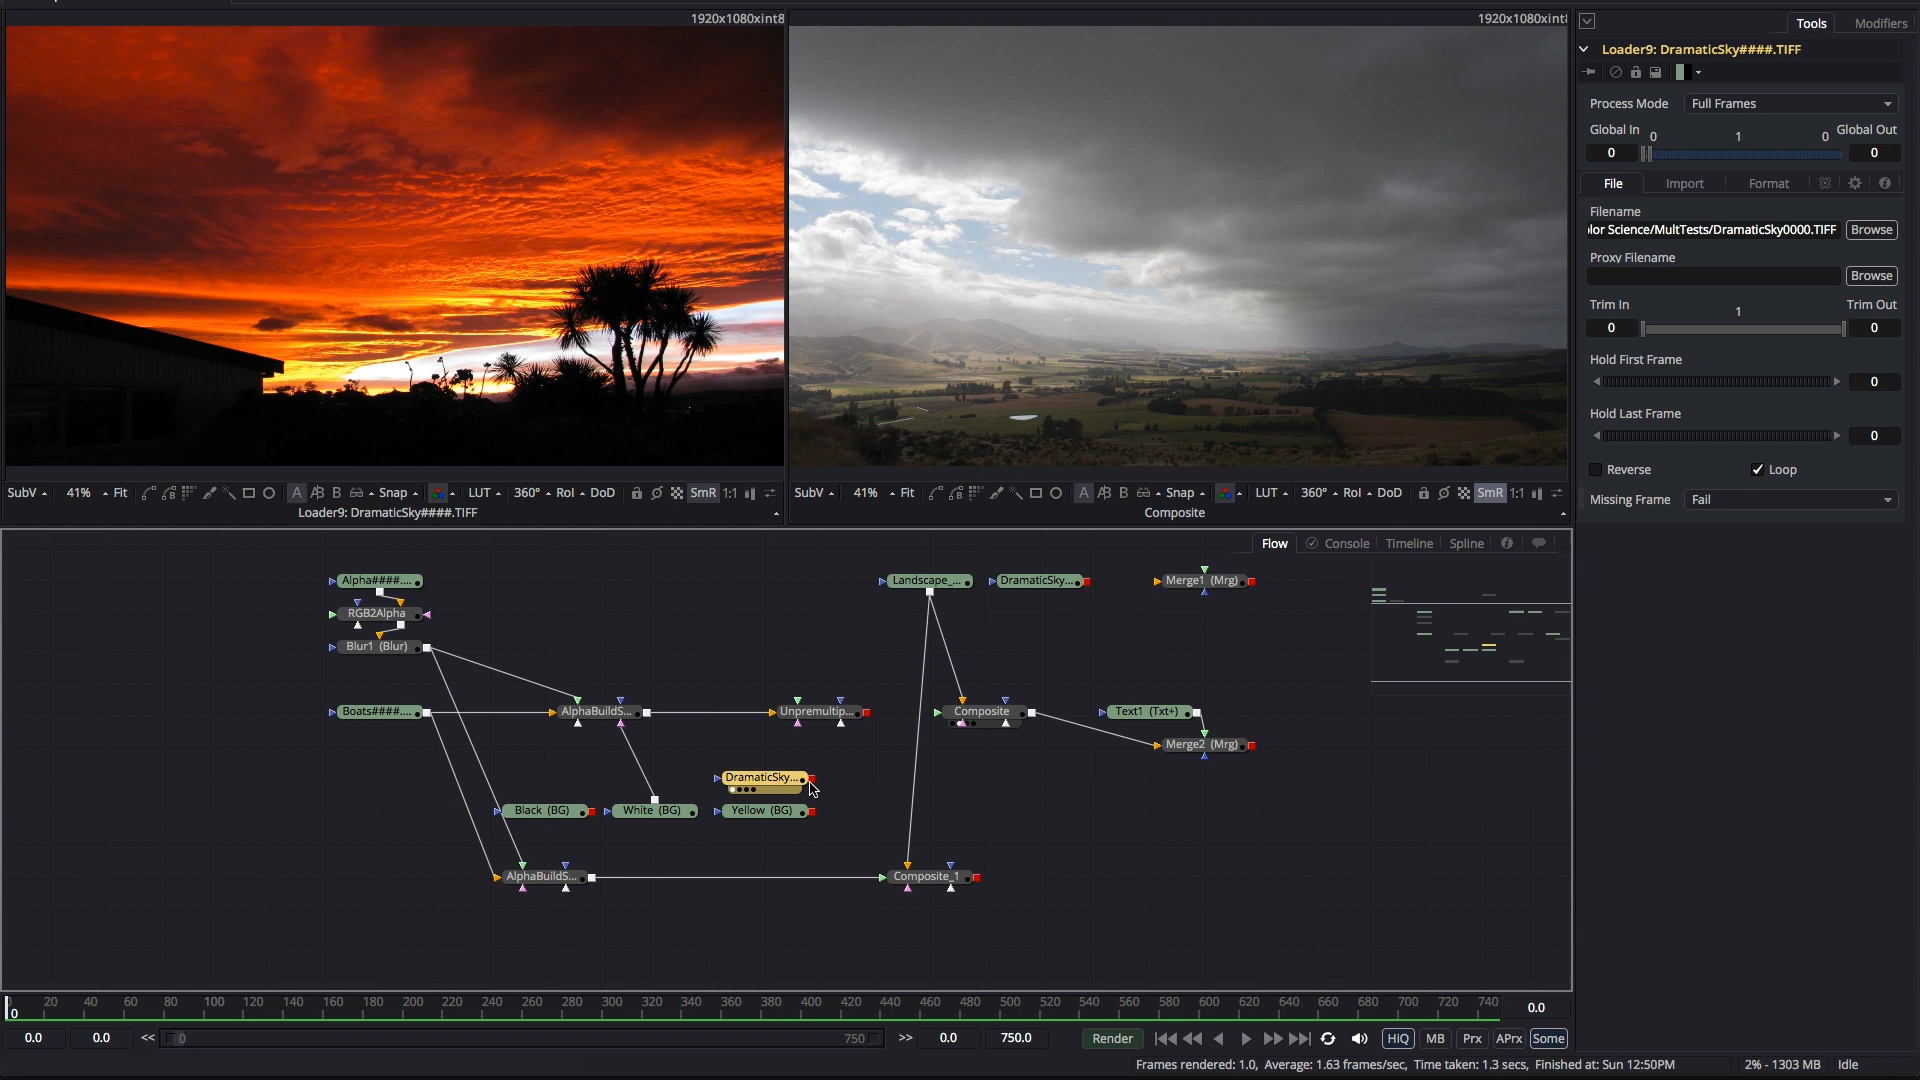 1920x1080xint8
1920x1080xint8
Tools
Modifiers
Loader9: DramaticSky####.TIFF
Process Mode
Full Frames
Global In
0
1
0
Global Out
0
0
File
Import
Format
Filename
lor Science/MultTests/DramaticSky0000.TIFF
Browse
Proxy Filename
Browse
Trim In
1
Trim Out
0
0
Hold First Frame
0
Hold Last Frame
0
Reverse
Loop
Missing Frame
Fail
SubV 41% Fit A B Snap LUT 360° RoI DoD SmR 1:1
Loader9: DramaticSky####.TIFF
SubV 41% Fit A B Snap LUT 360° RoI DoD SmR 1:1
Composite
Flow
Console
Timeline
Spline
Alpha####....
Landscape_...
DramaticSky...
Merge1 (Mrg)
RGB2Alpha
Blur1 (Blur)
Boats####....
AlphaBuildS...
Unpremultip...
Composite
Text1 (Txt+)
Merge2 (Mrg)
DramaticSky...
Black (BG)
White (BG)
Yellow (BG)
AlphaBuildS...
Composite_1
0 20 40 60 80 100 120 140 160 180 200 220 240 260 280 300 320 340 360 380 400 420 440 460 480 500 520 540 560 580 600 620 640 660 680 700 720 740
0.0
0.0 0.0 << 0 750 >> 0.0 750.0
Render
HiQ MB Prx APrx Some
Frames rendered: 1.0, Average: 1.63 frames/sec, Time taken: 1.3 secs, Finished at: Sun 12:50PM
2% - 1303 MB
Idle